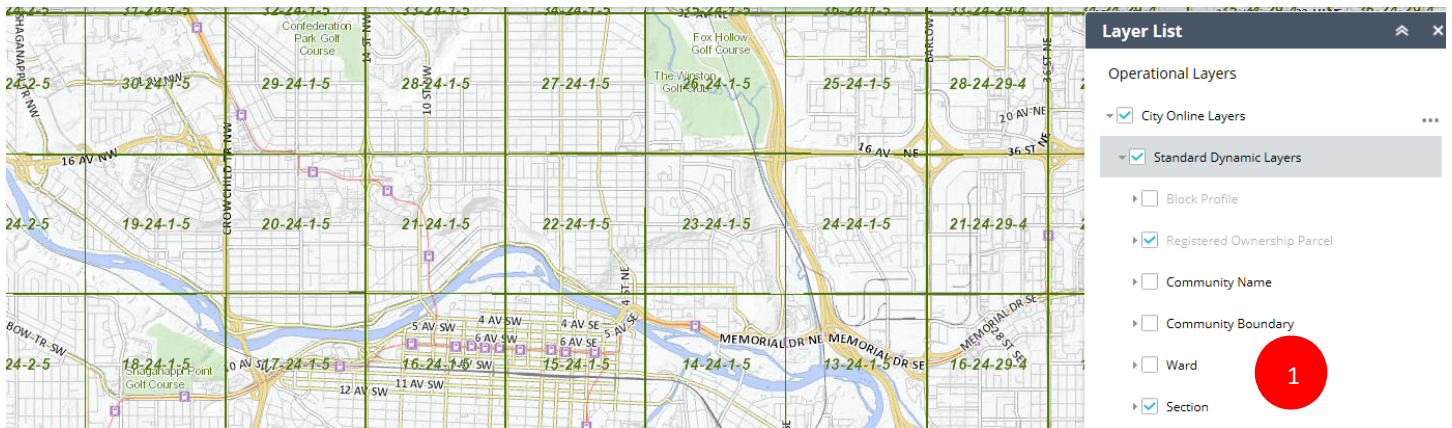 Layer List
Operational Layers
City Online Layers
Standard Dynamic Layers
Block Profile
Registered Ownership Parcel
Community Name
Community Boundary
Ward
Section
1
Confederation
Park Golf
Course
14 ST NW
Fox Hollow
Golf Course
BARLOW
36 ST NE
SHAGANAPPI TR NW
24-2-5
30-24-1-5
29-24-1-5
28-24-1-5
10 ST NW
27-24-1-5
The Winston
Golf Club
26-24-1-5
25-24-1-5
28-24-29-4
20 AV NE
16 AV NW
CROWCHILD TR NW
16 AV NE
36 ST NE
24-2-5
19-24-1-5
20-24-1-5
21-24-1-5
22-24-1-5
23-24-1-5
24-24-1-5
21-24-29-4
4 ST NE
5 AV SW
4 AV SW
4 AV SE
5 AV SE
6 AV SW
6 AV SE
MEMORIAL DR NE
MEMORIAL DR SE
MEMORIAL DR SE
28 ST SE
BOW TR SW
24-2-5
18-24-1-5
Shaganappi Point
Golf Course
10 AV SW
17-24-1-5
16-24-1-5
15-24-1-5
14-24-1-5
13-24-1-5
16-24-29-4
11 AV SW
12 AV SW